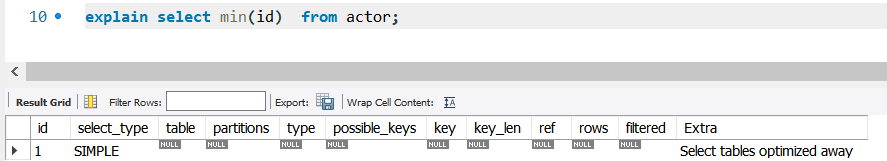 10 explain select min(id) from actor;
Result Grid Filter Rows: Export: Wrap Cell Content: IA
id select_type table partitions type possible_keys key key_len ref rows filtered Extra
1 SIMPLE NULL NULL NULL NULL NULL NULL NULL NULL NULL Select tables optimized away